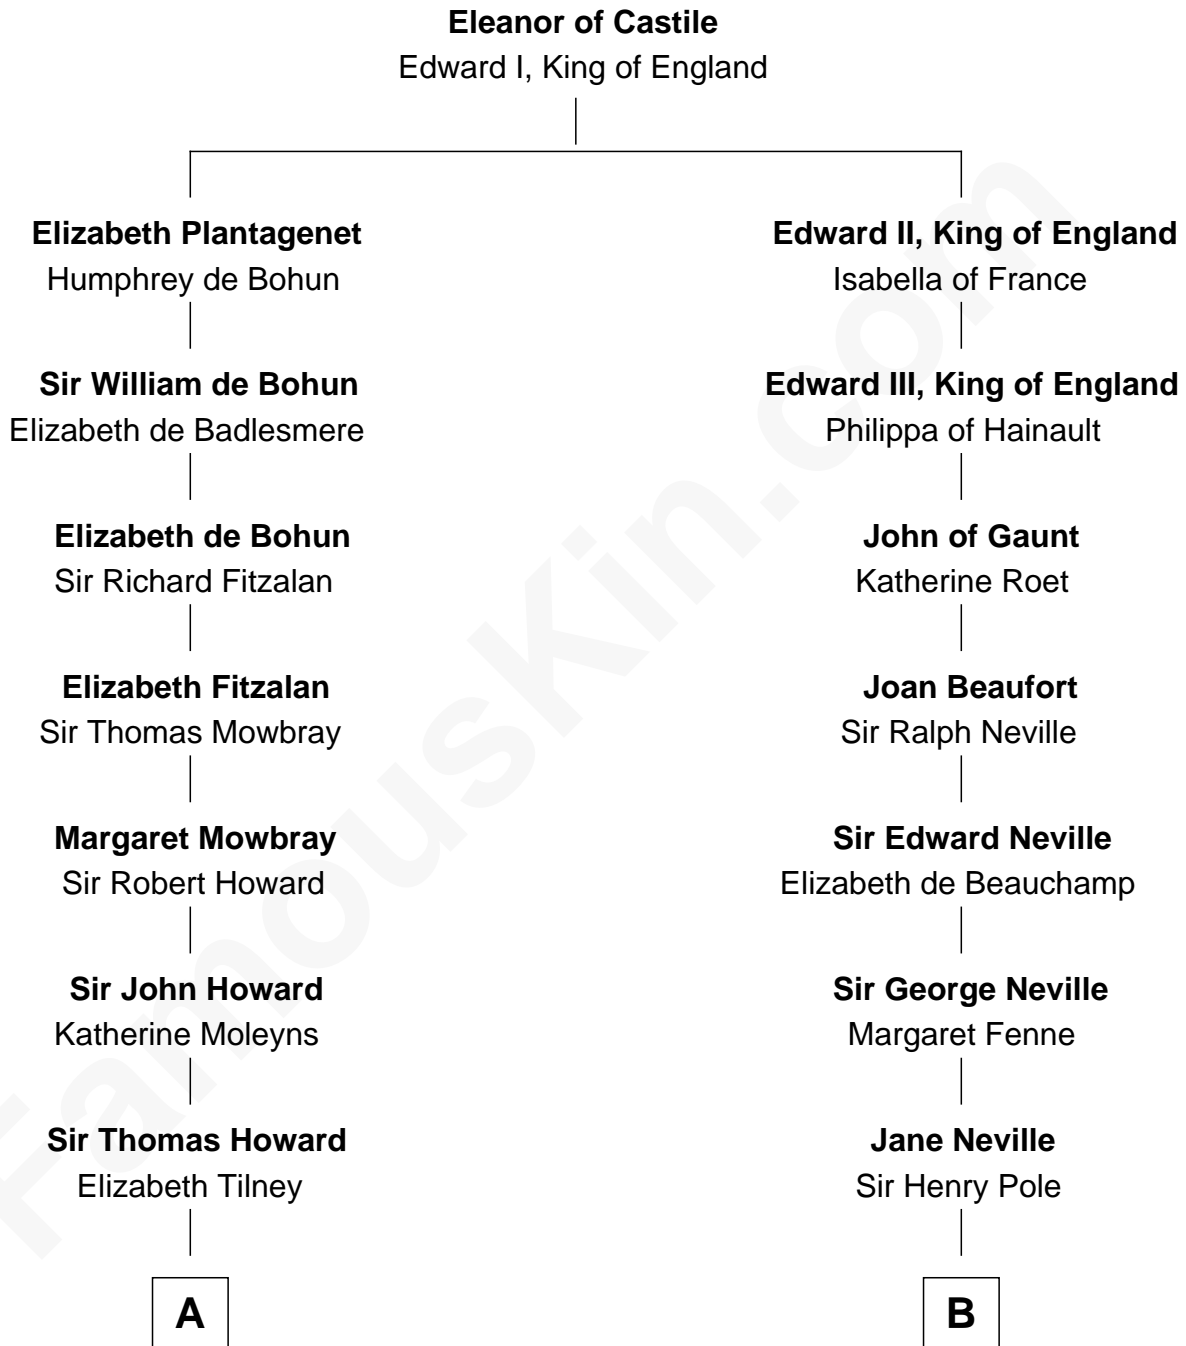 Eleanor of Castile
Edward I, King of England
Elizabeth Plantagenet
Humphrey de Bohun
Edward II, King of England
Isabella of France
Sir William de Bohun
Elizabeth de Badlesmere
Edward III, King of England
Philippa of Hainault
Elizabeth de Bohun
Sir Richard Fitzalan
John of Gaunt
Katherine Roet
Elizabeth Fitzalan
Sir Thomas Mowbray
Joan Beaufort
Sir Ralph Neville
Margaret Mowbray
Sir Robert Howard
Sir Edward Neville
Elizabeth de Beauchamp
Sir John Howard
Katherine Moleyns
Sir George Neville
Margaret Fenne
Sir Thomas Howard
Elizabeth Tilney
Jane Neville
Sir Henry Pole
A
B
FamousKin.com